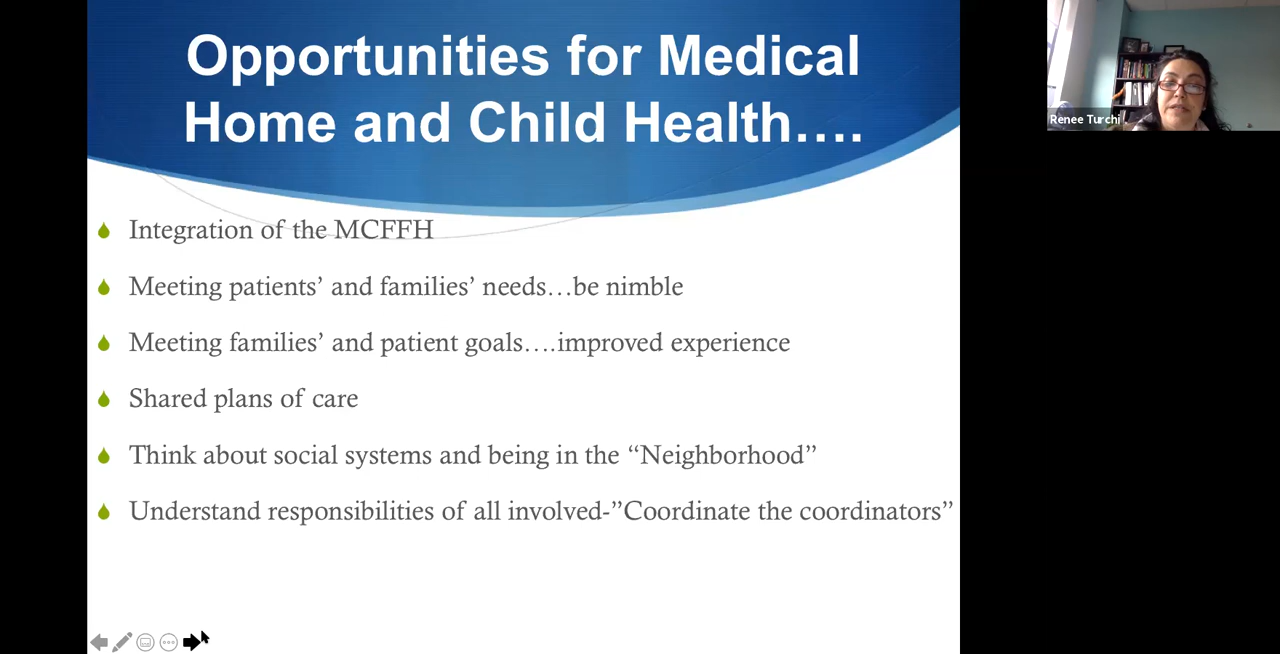 Opportunities for Medical
Home and Child Health….
Integration of the MCFFH
Meeting patients’ and families’ needs…be nimble
Meeting families’ and patient goals….improved experience
Shared plans of care
Think about social systems and being in the “Neighborhood”
Understand responsibilities of all involved-”Coordinate the coordinators”
Renee Turchi